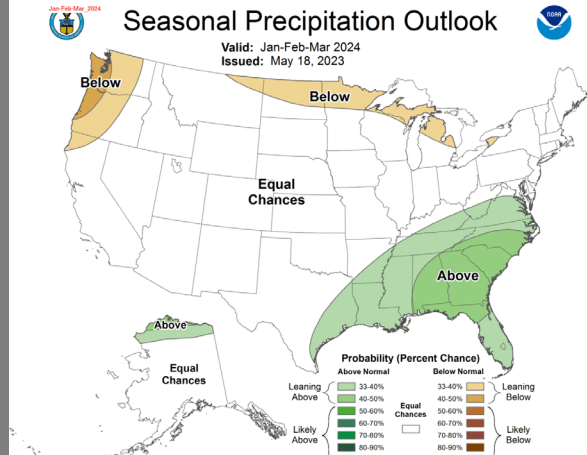 Jan-Feb-Mar_2024
Seasonal Precipitation Outlook
NOAA
Valid: Jan-Feb-Mar 2024
Issued: May 18, 2023
Below
Below
Equal
Chances
Above
Above
Equal
Chances
Probability (Percent Chance)
Above Normal
Below Normal
Leaning
Above
33-40%
40-50%
50-60%
60-70%
70-80%
80-90%
Likely
Above
Equal
Chances
33-40%
40-50%
50-60%
60-70%
70-80%
80-90%
Leaning
Below
Likely
Below